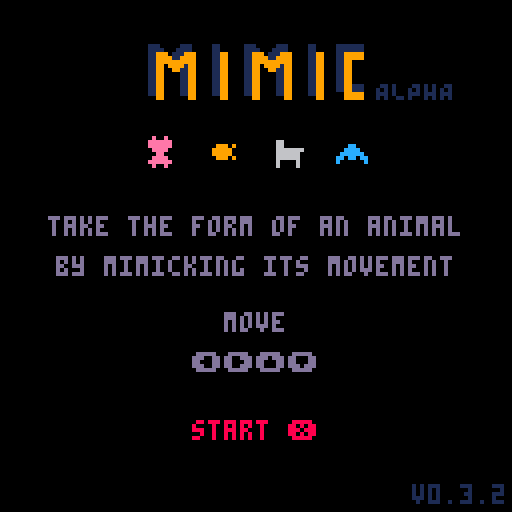 MIMIC ALPHA
TAKE THE FORM OF AN ANIMAL
BY MIMICKING ITS MOVEMENT
MOVE
START
V0.3.2